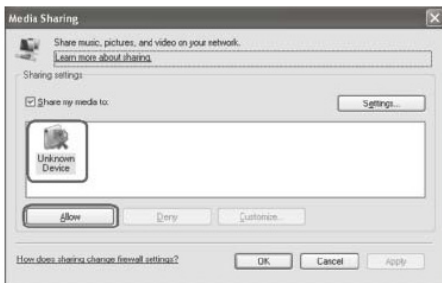 Media Sharing
Share music, pictures, and video on your network.
Learn more about sharing.
Sharing settings
Share my media to:
Settings...
Unknown
Device
Allow
Deny
Customize...
How does sharing change firewall settings?
OK
Cancel
Apply